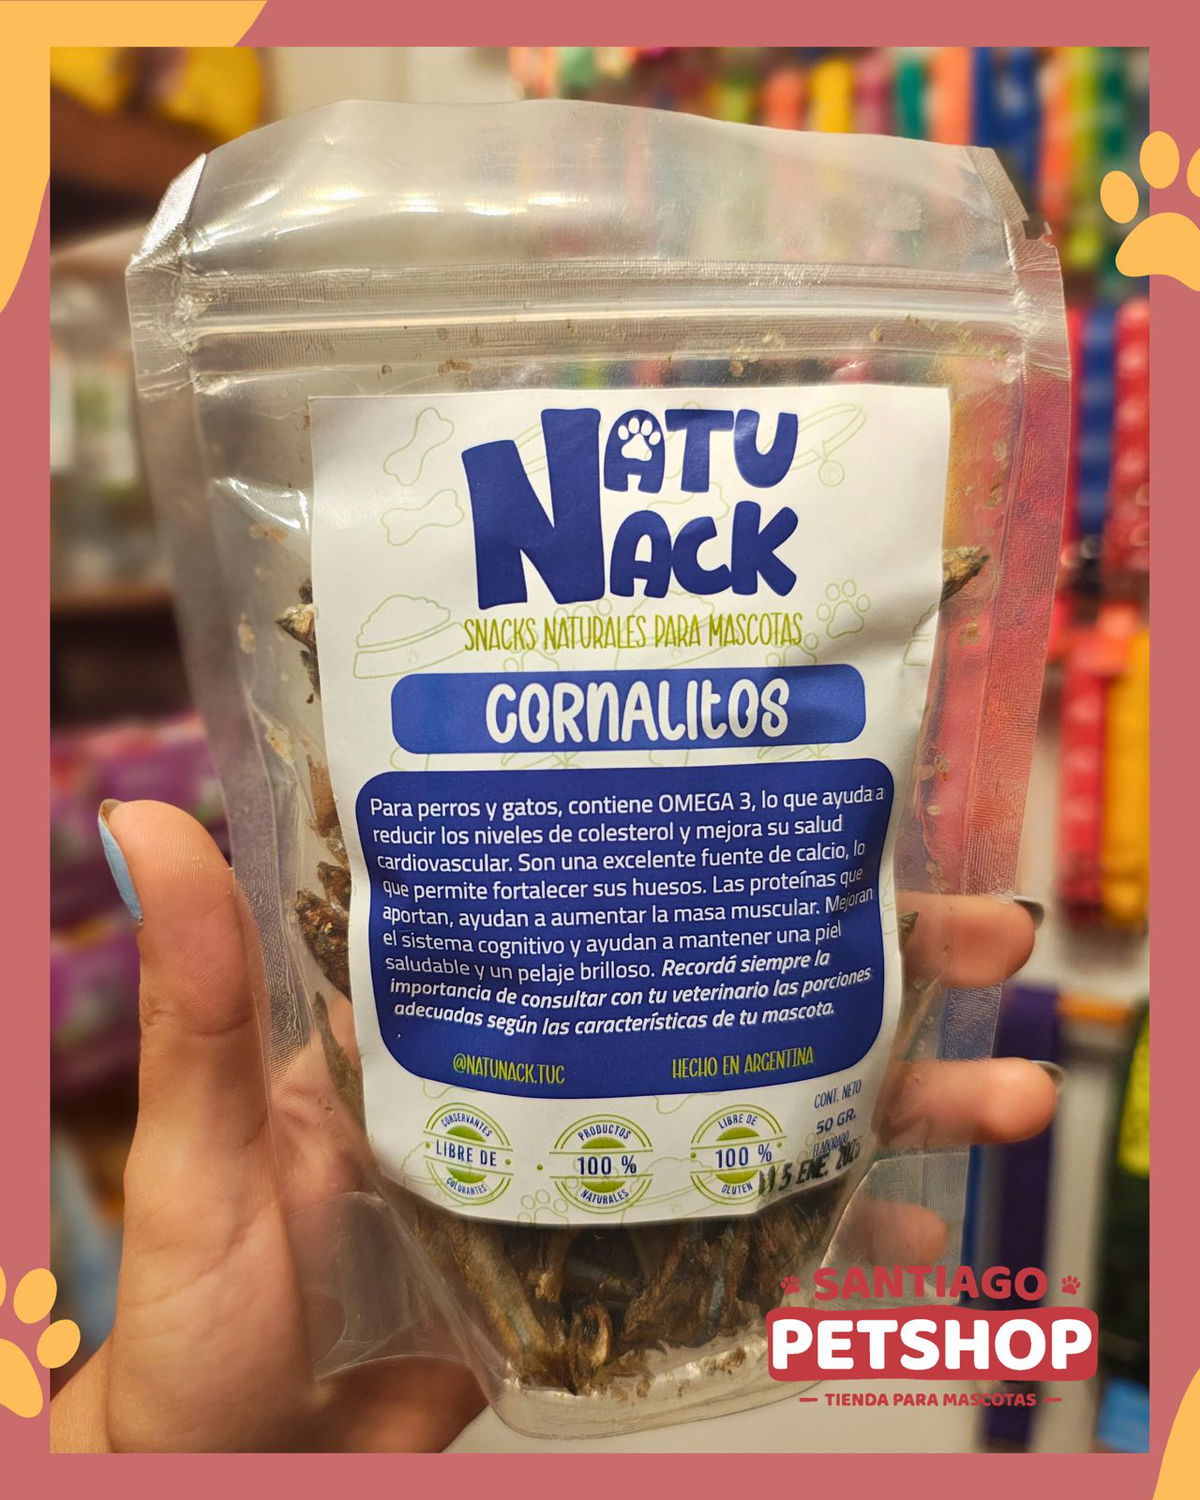 NATU
NACK
SNACKS NATURALES PARA MASCOTAS
CORNALITOS
Para perros y gatos, contiene OMEGA 3, lo que ayuda a
reducir los niveles de colesterol y mejora su salud
cardiovascular. Son una excelente fuente de calcio, lo
que permite fortalecer sus huesos. Las proteínas que
aportan, ayudan a aumentar la masa muscular. Mejoran
el sistema cognitivo y ayudan a mantener una piel
saludable y un pelaje brilloso. Recordá siempre la
importancia de consultar con tu veterinario las porciones
adecuadas según las características de tu mascota.
@NATUNACK.TUC
HECHO EN ARGENTINA
CONSERVANTES
LIBRE DE
COLORANTES
PRODUCTOS
100 %
NATURALES
LIBRE DE
100 %
GLUTEN
CONT. NETO
50 GR.
ELABORADO
5 ENE.
SANTIAGO
PETSHOP
TIENDA PARA MASCOTAS